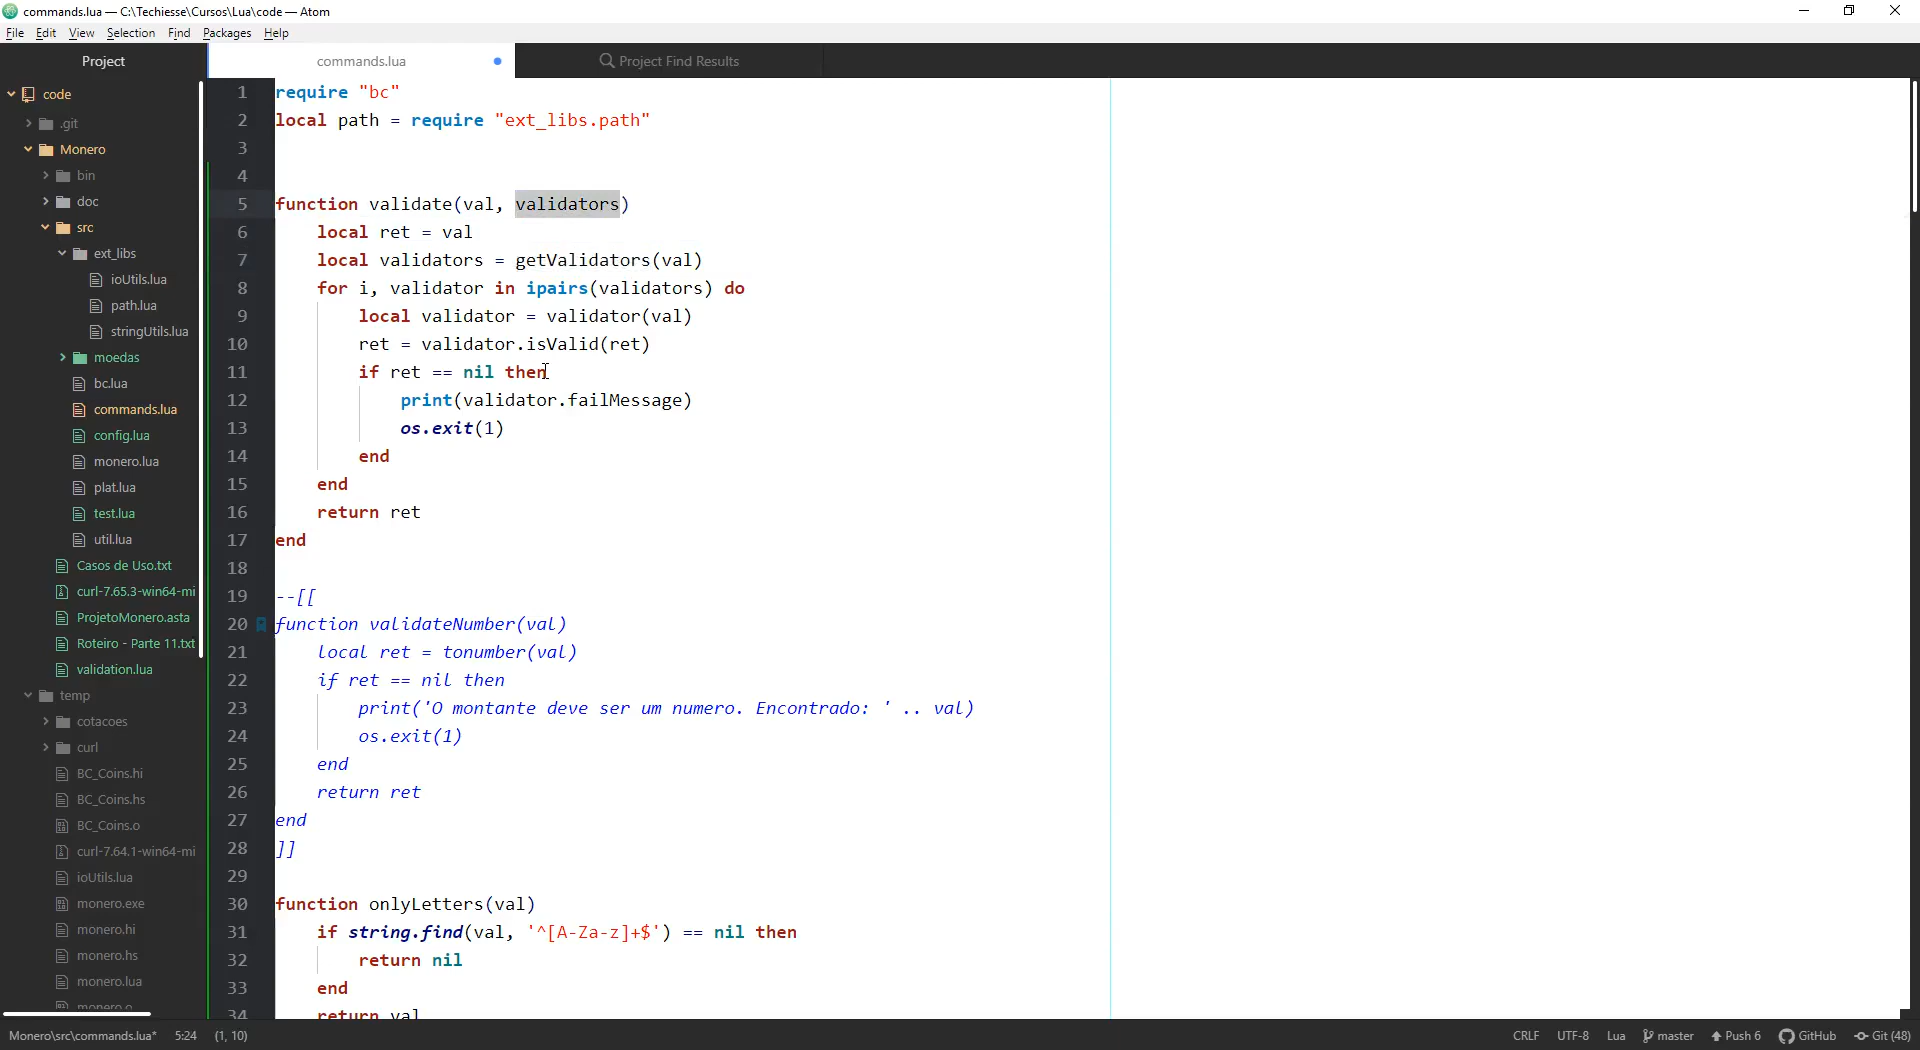 commands.lua — C:\Techiesse\Cursos\Lua\code — Atom
File Edit View Selection Find Packages Help
Project
commands.lua
Project Find Results
code
.git
Monero
bin
doc
src
ext_libs
ioUtils.lua
path.lua
stringUtils.lua
moedas
bc.lua
commands.lua
config.lua
monero.lua
plat.lua
test.lua
util.lua
Casos de Uso.txt
curl-7.65.3-win64-mi
ProjetoMonero.asta
Roteiro - Parte 11.txt
validation.lua
temp
cotacoes
curl
BC_Coins.hi
BC_Coins.hs
BC_Coins.o
curl-7.64.1-win64-mi
ioUtils.lua
monero.exe
monero.hi
monero.hs
monero.lua
monero.o
1 require "bc"
2 local path = require "ext_libs.path"
3
4
5 function validate(val, validators)
6 local ret = val
7 local validators = getValidators(val)
8 for i, validator in ipairs(validators) do
9 local validator = validator(val)
10 ret = validator.isValid(ret)
11 if ret == nil then
12 print(validator.failMessage)
13 os.exit(1)
14 end
15 end
16 return ret
17 end
18
19 --[[
20 function validateNumber(val)
21 local ret = tonumber(val)
22 if ret == nil then
23 print('O montante deve ser um numero. Encontrado: ' .. val)
24 os.exit(1)
25 end
26 return ret
27 end
28 ]]
29
30 function onlyLetters(val)
31 if string.find(val, '^[A-Za-z]+$') == nil then
32 return nil
33 end
34 return val
Monero\src\commands.lua* 5:24 (1, 10)
CRLF UTF-8 Lua master Push 6 GitHub Git (48)